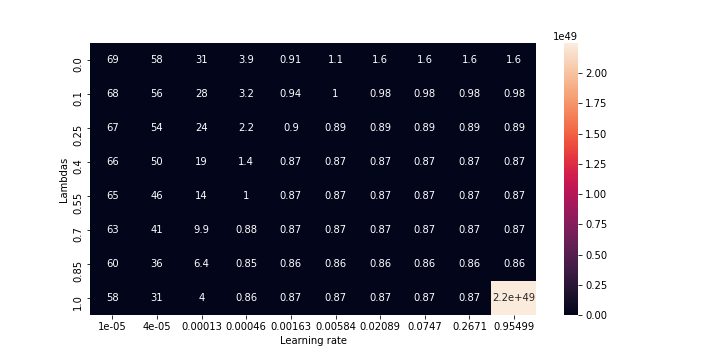 1e49
0.0 69 58 31 3.9 0.91 1.1 1.6 1.6 1.6 1.6
0.1 68 56 28 3.2 0.94 1 0.98 0.98 0.98 0.98
0.25 67 54 24 2.2 0.9 0.89 0.89 0.89 0.89 0.89
0.4 66 50 19 1.4 0.87 0.87 0.87 0.87 0.87 0.87
0.55 65 46 14 1 0.87 0.87 0.87 0.87 0.87 0.87
0.7 63 41 9.9 0.88 0.87 0.87 0.87 0.87 0.87 0.87
0.85 60 36 6.4 0.85 0.86 0.86 0.86 0.86 0.86 0.86
1.0 58 31 4 0.86 0.87 0.87 0.87 0.87 0.87 2.2e+49
1e-05 4e-05 0.00013 0.00046 0.00163 0.00584 0.02089 0.0747 0.2671 0.95499
Learning rate
Lambdas
2.00
1.75
1.50
1.25
1.00
0.75
0.50
0.25
0.00